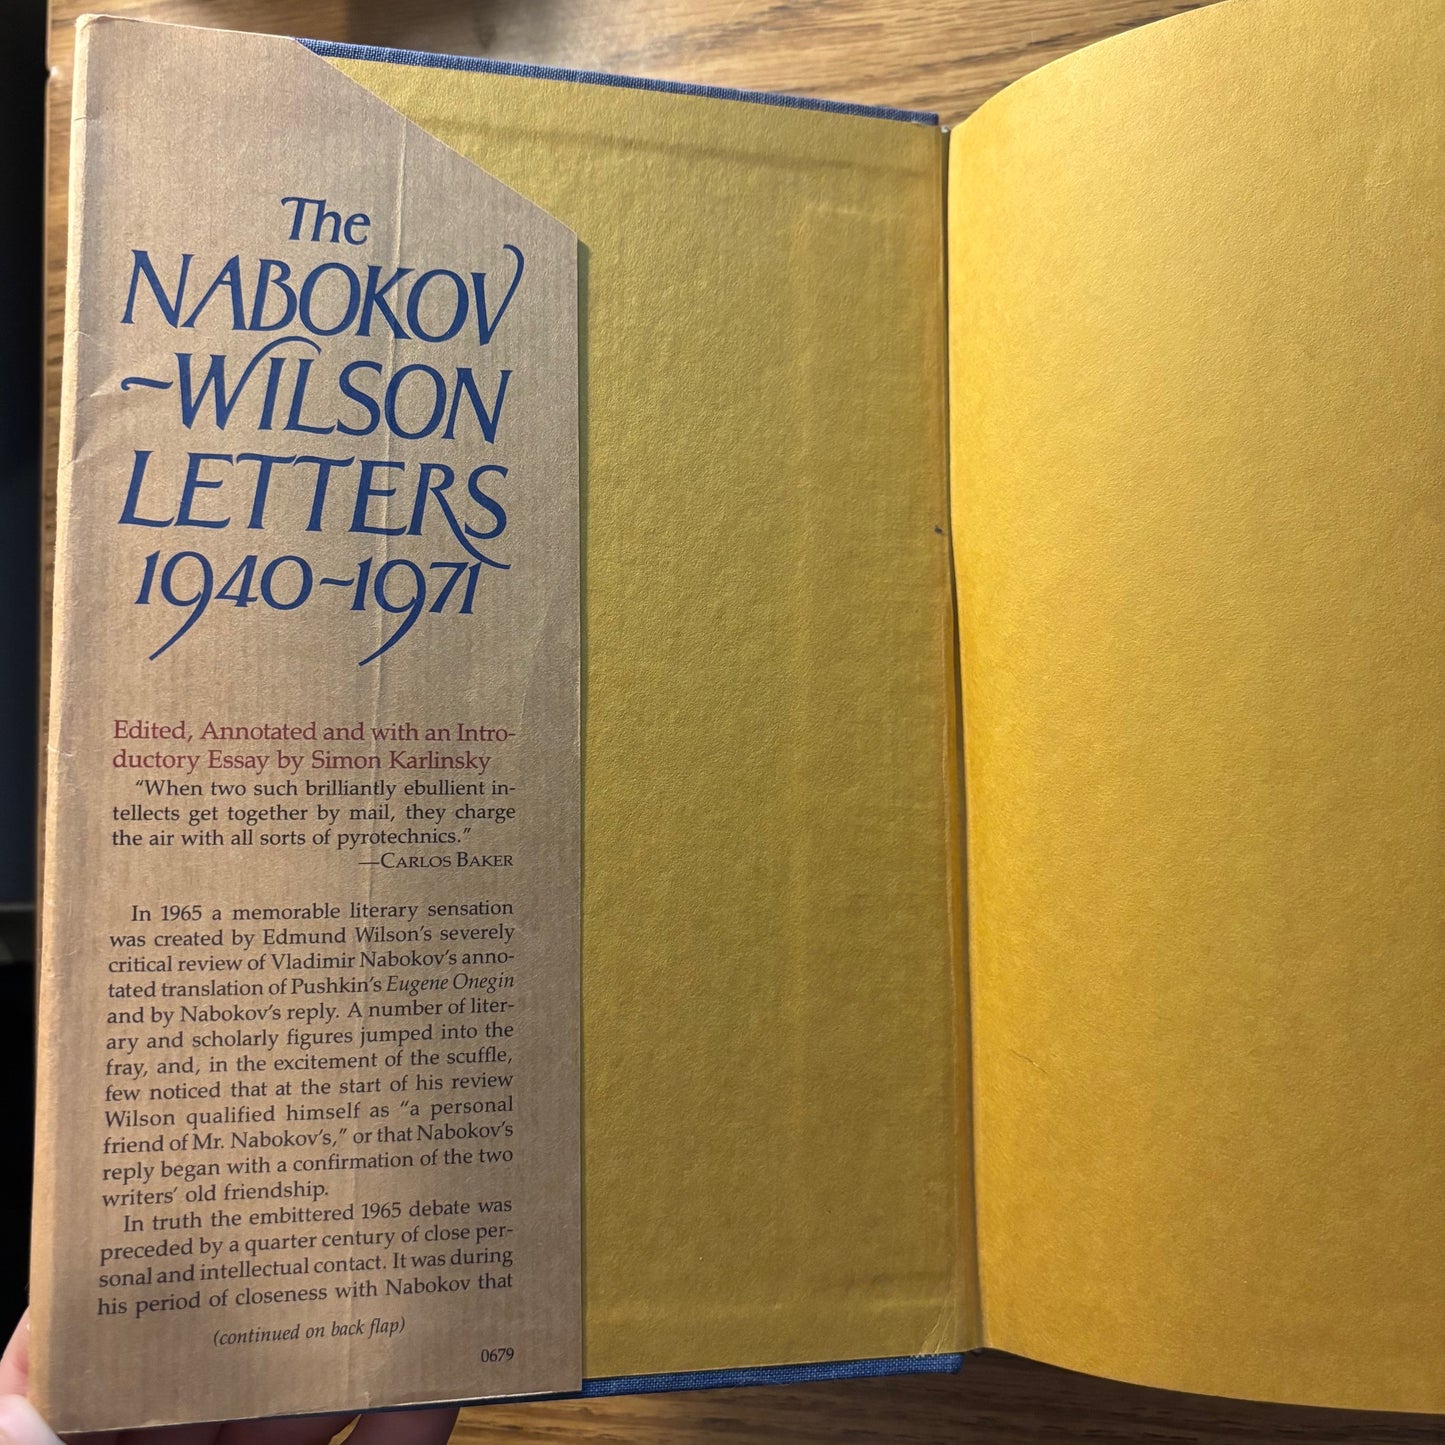 The
NABOKOV
~WILSON
LETTERS
1940~1971
Edited, Annotated and with an Intro-
ductory Essay by Simon Karlinsky
“When two such brilliantly ebullient in-
tellects get together by mail, they charge
the air with all sorts of pyrotechnics.”
—CARLOS BAKER
In 1965 a memorable literary sensation
was created by Edmund Wilson’s severely
critical review of Vladimir Nabokov’s anno-
tated translation of Pushkin’s Eugene Onegin
and by Nabokov’s reply. A number of liter-
ary and scholarly figures jumped into the
fray, and, in the excitement of the scuffle,
few noticed that at the start of his review
Wilson qualified himself as “a personal
friend of Mr. Nabokov’s,” or that Nabokov’s
reply began with a confirmation of the two
writers’ old friendship.
In truth the embittered 1965 debate was
preceded by a quarter century of close per-
sonal and intellectual contact. It was during
his period of closeness with Nabokov that
(continued on back flap)
0679